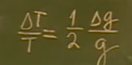 ΔT/T = 1/2 Δg/g